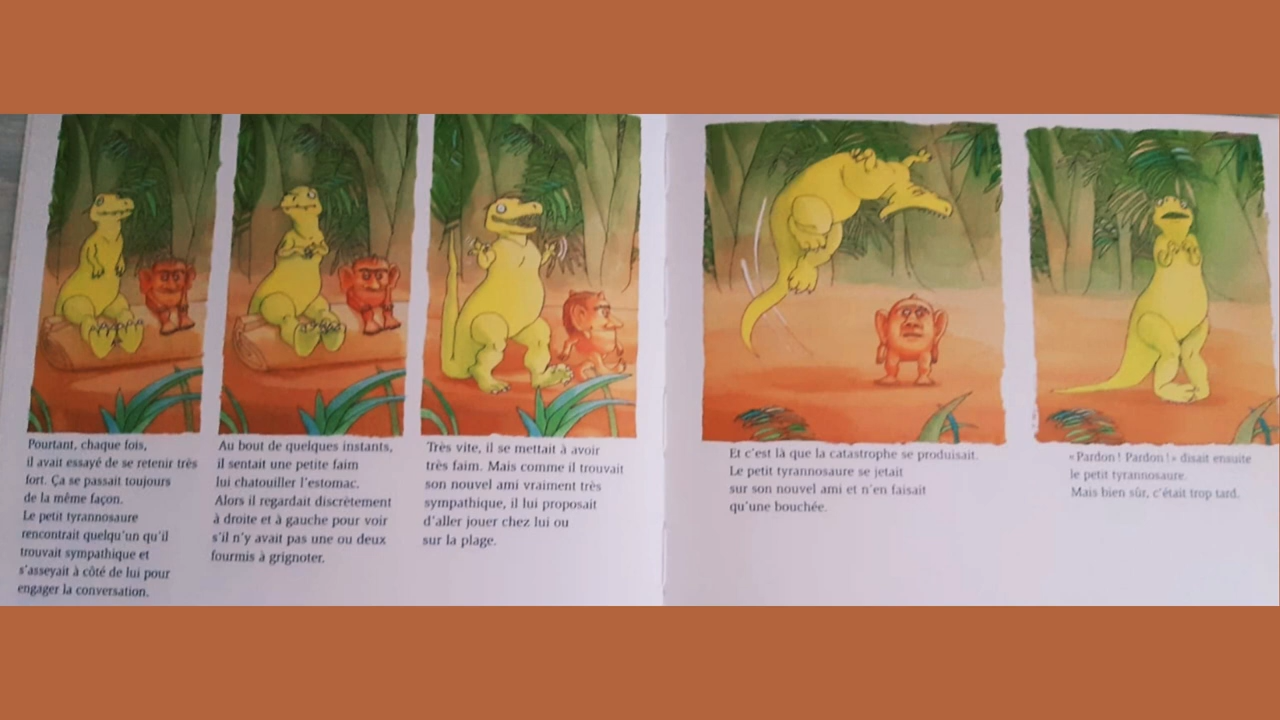 Pourtant, chaque fois,
il avait essayé de se retenir très
fort. Ça se passait toujours
de la même façon.
Le petit tyrannosaure
rencontrait quelqu'un qu'il
trouvait sympathique et
s'asseyait à côté de lui pour
engager la conversation.
Au bout de quelques instants,
il sentait une petite faim
lui chatouiller l'estomac.
Alors il regardait discrètement
à droite et à gauche pour voir
s'il n'y avait pas une ou deux
fourmis à grignoter.
Très vite, il se mettait à avoir
très faim. Mais comme il trouvait
son nouvel ami vraiment très
sympathique, il lui proposait
d'aller jouer chez lui ou
sur la plage.
Et c'est là que la catastrophe se produisait.
Le petit tyrannosaure se jetait
sur son nouvel ami et n'en faisait
qu'une bouchée.
« Pardon ! Pardon ! » disait ensuite
le petit tyrannosaure.
Mais bien sûr, c'était trop tard.